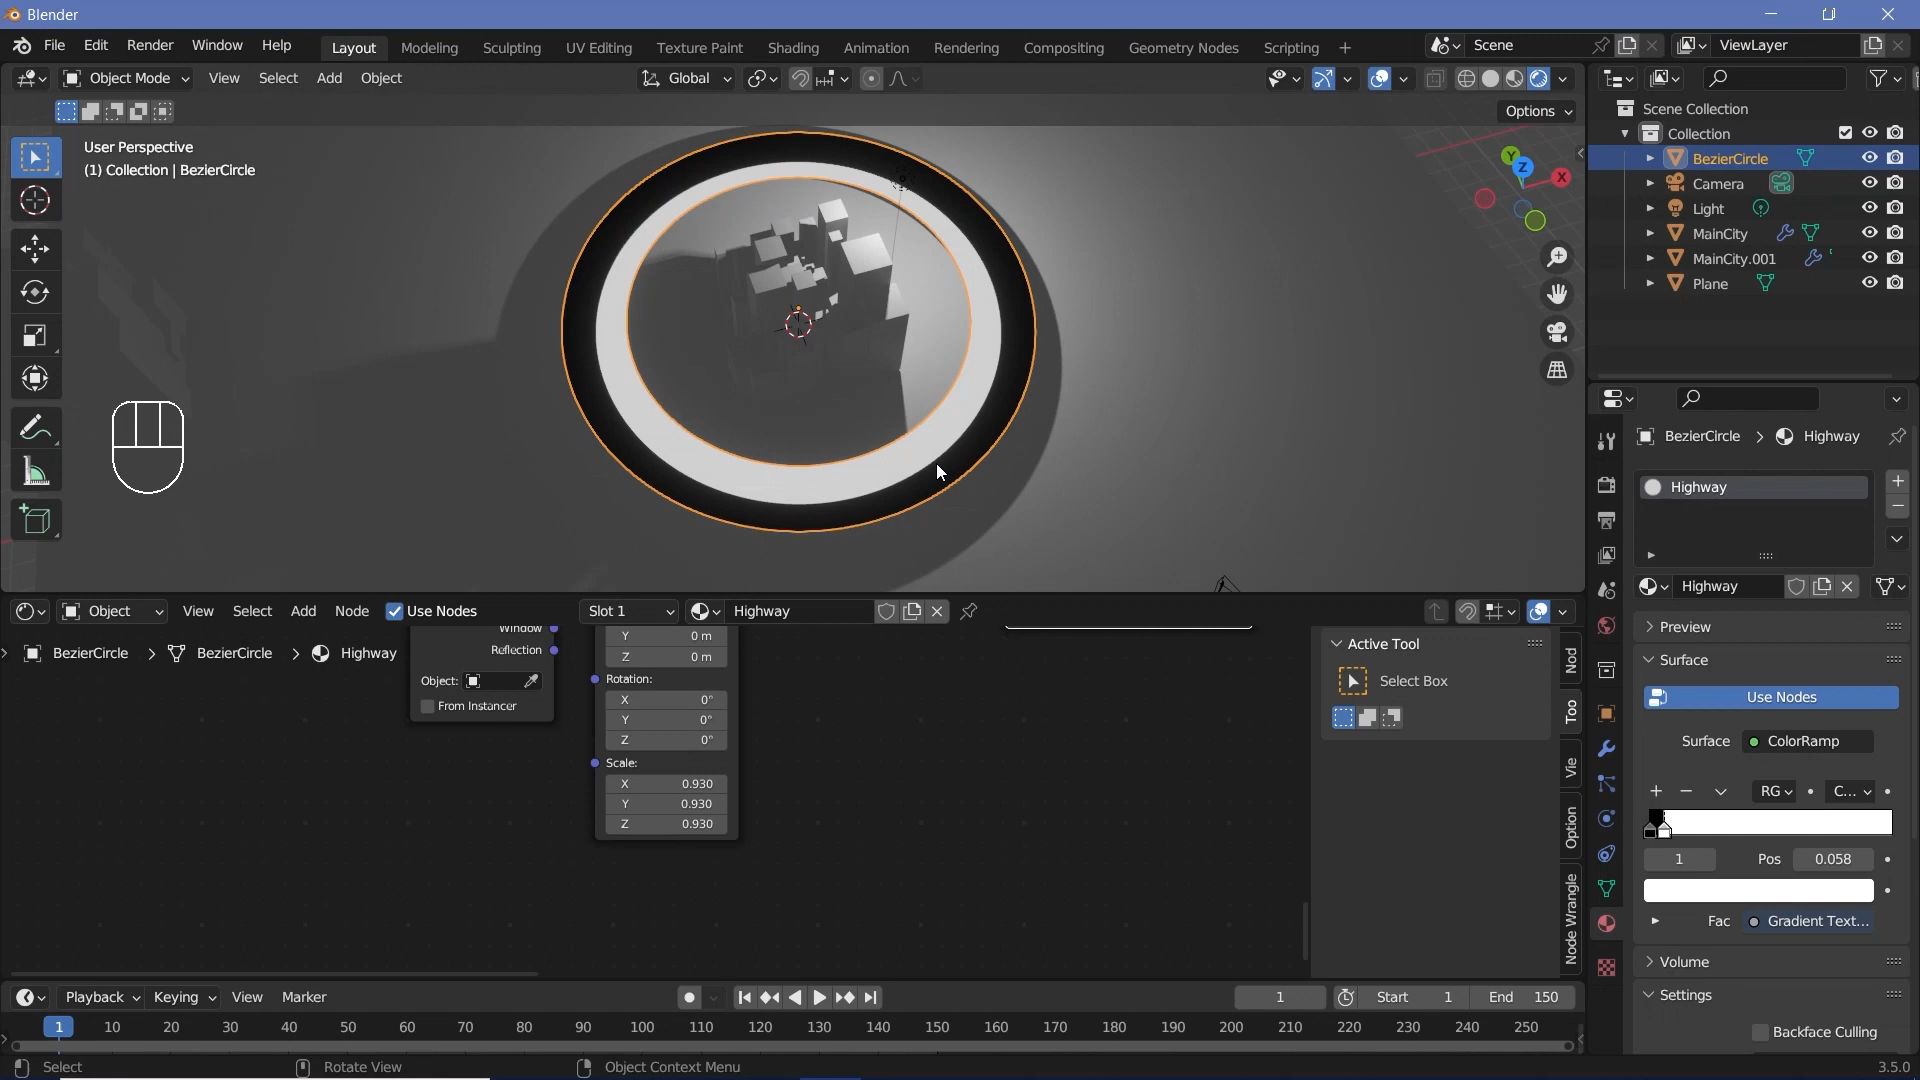 Blender
File Edit Render Window Help
Layout Modeling Sculpting UV Editing Texture Paint Shading Animation Rendering Compositing Geometry Nodes Scripting
Scene
ViewLayer
Object Mode View Select Add Object
Global
Options
User Perspective
(1) Collection | BezierCircle
Y
Z
X
Scene Collection
Collection
BezierCircle
Camera
Light
MainCity
MainCity.001
Plane
BezierCircle > Highway
Highway
Highway
Preview
Surface
Use Nodes
Surface ColorRamp
RG C...
1 Pos 0.058
Fac Gradient Text...
Volume
Settings
Backface Culling
Object View Select Add Node Use Nodes
Slot 1 Highway
BezierCircle > BezierCircle > Highway
Window
Reflection
Object:
From Instancer
Y 0 m
Z 0 m
Rotation:
X 0°
Y 0°
Z 0°
Scale:
X 0.930
Y 0.930
Z 0.930
Active Tool
Select Box
Nod
Too
Vie
Option
Node Wrangle
Playback Keying View Marker
1 Start 1 End 150
1 10 20 30 40 50 60 70 80 90 100 110 120 130 140 150 160 170 180 190 200 210 220 230 240 250
Select Rotate View Object Context Menu 3.5.0